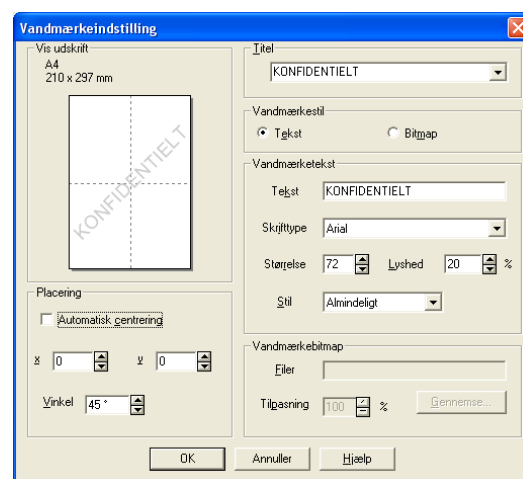 Vandmærkeindstilling
Vis udskrift
A4
210 x 297 mm
KONFIDENTIELT
Placering
Automatisk centrering
x 0 y 0
Vinkel 45 °
Titel
KONFIDENTIELT
Vandmærkestil
Tekst Bitmap
Vandmærketekst
Tekst KONFIDENTIELT
Skrifttype Arial
Størrelse 72 Lyshed 20 %
Stil Almindeligt
Vandmærkebitmap
Filer
Tilpasning 100 % Gennemse...
OK Annuller Hjælp